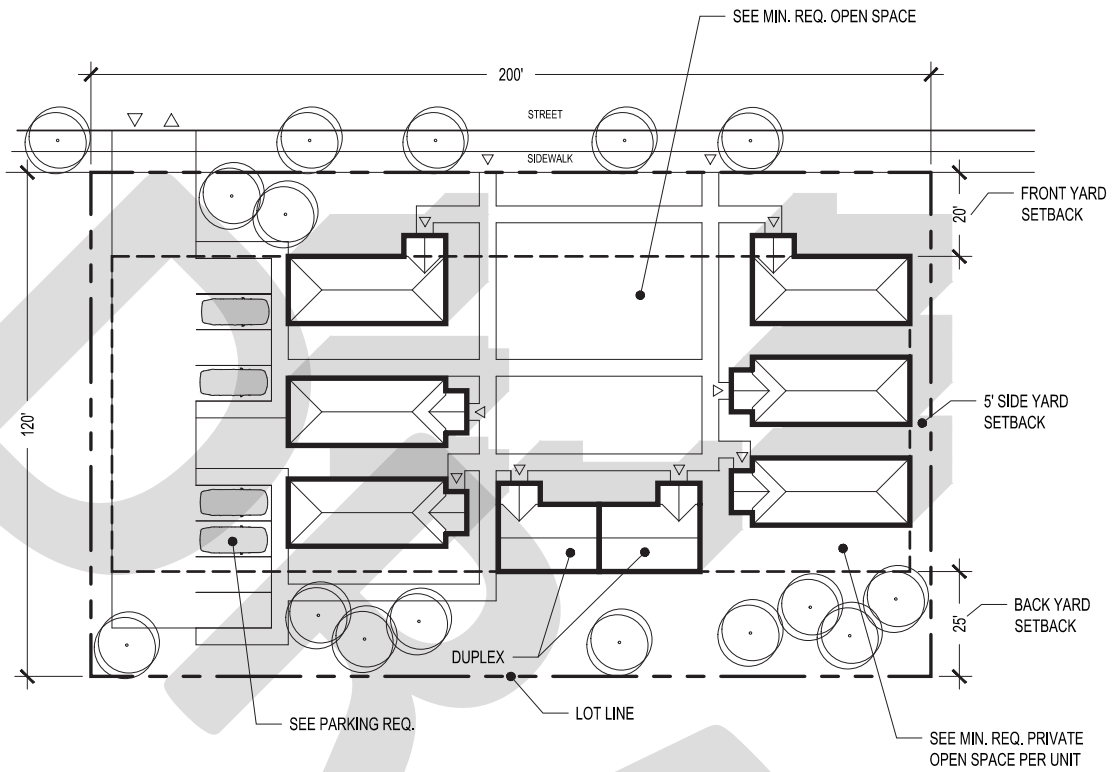 SEE MIN. REQ. OPEN SPACE
200'
STREET
SIDEWALK
20'
FRONT YARD
SETBACK
120'
5' SIDE YARD
SETBACK
25'
BACK YARD
SETBACK
DUPLEX
LOT LINE
SEE PARKING REQ.
SEE MIN. REQ. PRIVATE
OPEN SPACE PER UNIT